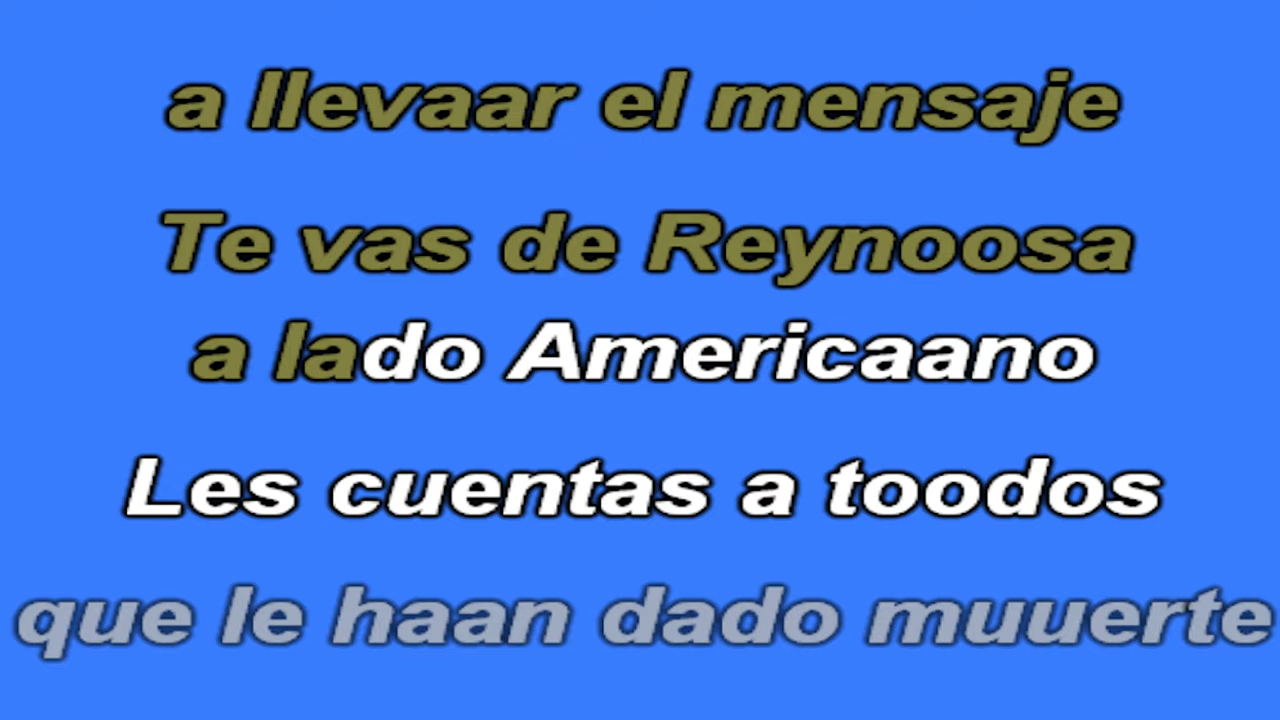 a llevaar el mensaje
Te vas de Reynoosa
a lado Americaano
Les cuentas a toodos
que le haan dado muuerte